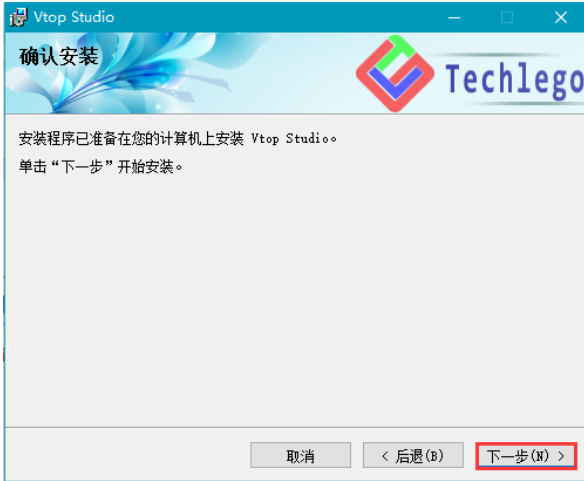 Vtop Studio
确认安装
Techlego
安装程序已准备在您的计算机上安装 Vtop Studio。
单击“下一步”开始安装。
取消
< 后退(B)
下一步(N) >